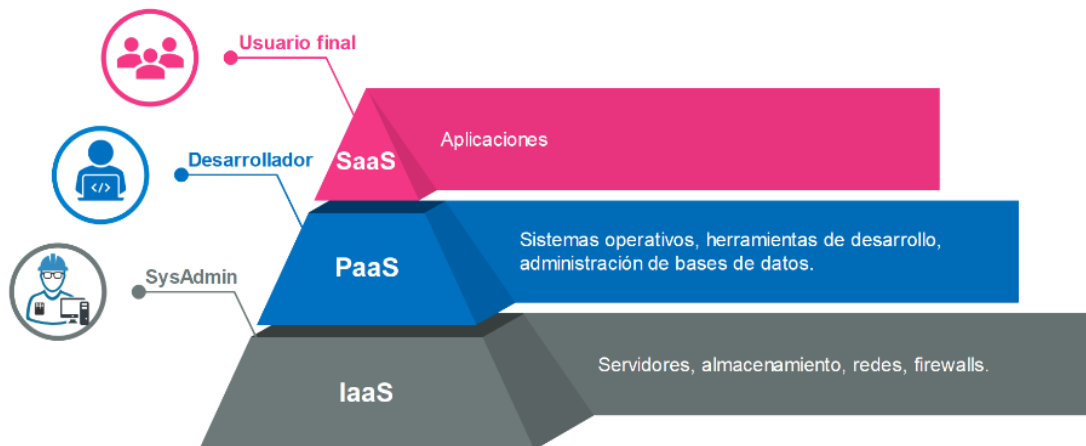 Usuario final
Aplicaciones
Desarrollador
SaaS
</>
Sistemas operativos, herramientas de desarrollo,
administración de bases de datos.
PaaS
SysAdmin
Servidores, almacenamiento, redes, firewalls.
IaaS